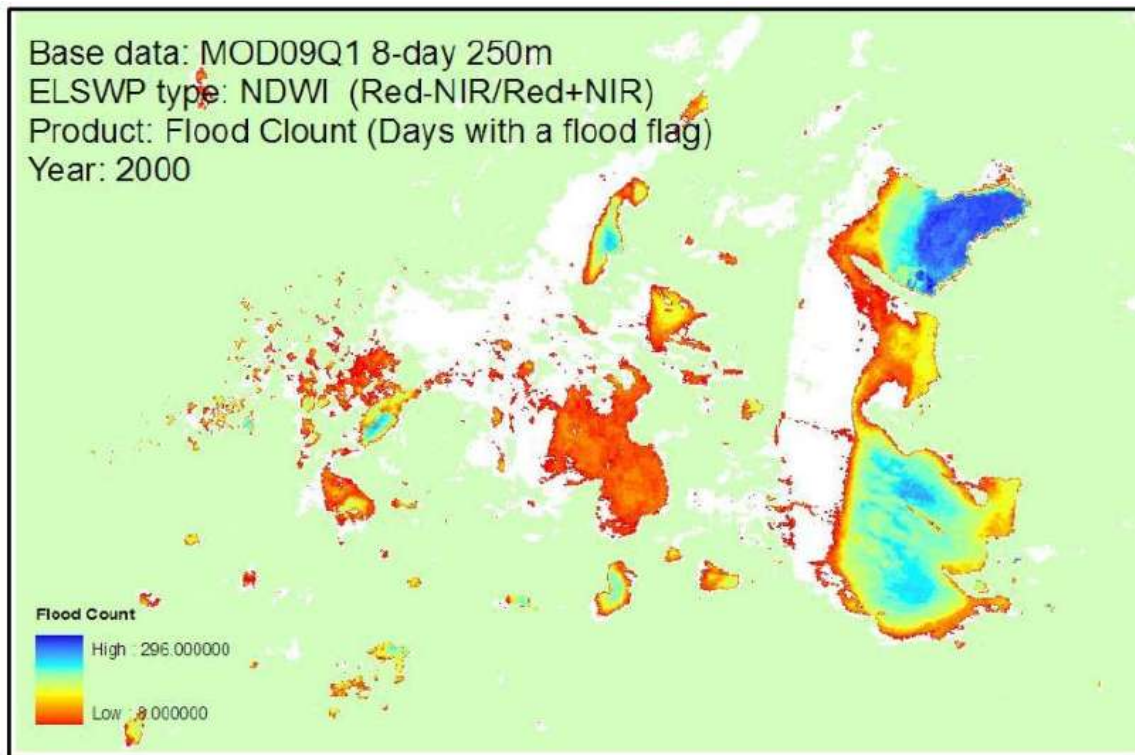 Base data: MOD09Q1 8-day 250m
ELSWP type: NDWI (Red-NIR/Red+NIR)
Product: Flood Clount (Days with a flood flag)
Year: 2000
Flood Count
High : 296.000000
Low : 8.000000